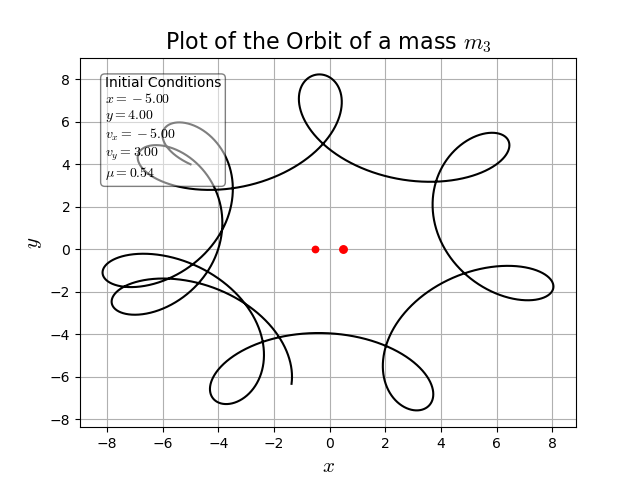 Plot of the Orbit of a mass m₃
Initial Conditions
x = −5.00
y = 4.00
vₓ = −5.00
v_y = 3.00
μ = 0.54
8
6
4
2
0
−2
−4
−6
−8
y
−8 −6 −4 −2 0 2 4 6 8
x